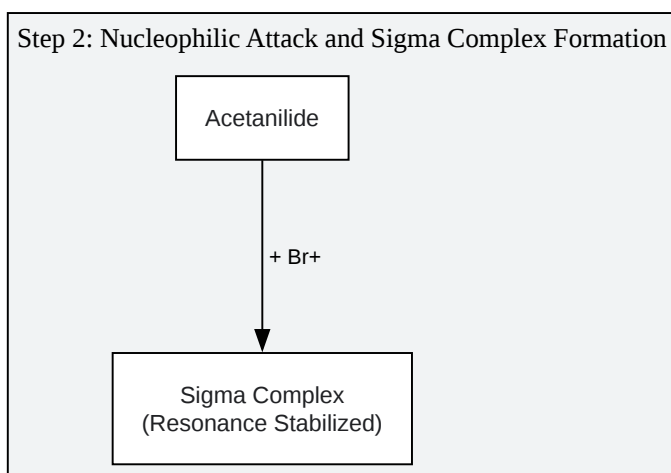 Step 2: Nucleophilic Attack and Sigma Complex Formation
Acetanilide
+ Br+
Sigma Complex
(Resonance Stabilized)